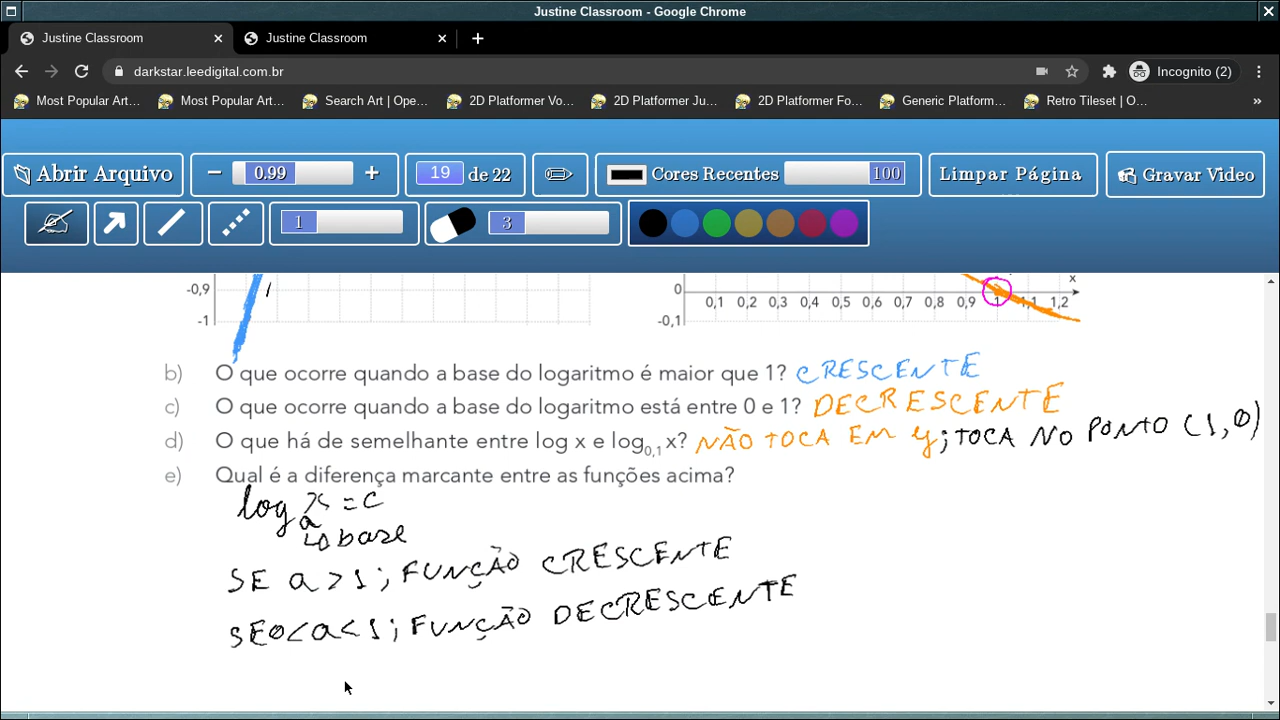 Justine Classroom - Google Chrome
Justine Classroom
Justine Classroom
darkstar.leedigital.com.br
Incognito (2)
Most Popular Art...
Most Popular Art...
Search Art | Ope...
2D Platformer Vo...
2D Platformer Ju...
2D Platformer Fo...
Generic Platform...
Retro Tileset | O...
Abrir Arquivo
0.99
19 de 22
Cores Recentes
100
Limpar Página
Gravar Video
1
3
-0,9
-1
x
0
0,1 0,2 0,3 0,4 0,5 0,6 0,7 0,8 0,9 1 1,1 1,2
-0,1
b) O que ocorre quando a base do logaritmo é maior que 1? CRESCENTE
c) O que ocorre quando a base do logaritmo está entre 0 e 1? DECRESCENTE
d) O que há de semelhante entre log x e log0,1 x? NÃO TOCA EM y; TOCA NO PONTO (1,0)
e) Qual é a diferença marcante entre as funções acima?
log a x = c
↳ base
SE a > 1; FUNÇÃO CRESCENTE
SE 0 < a < 1; FUNÇÃO DECRESCENTE